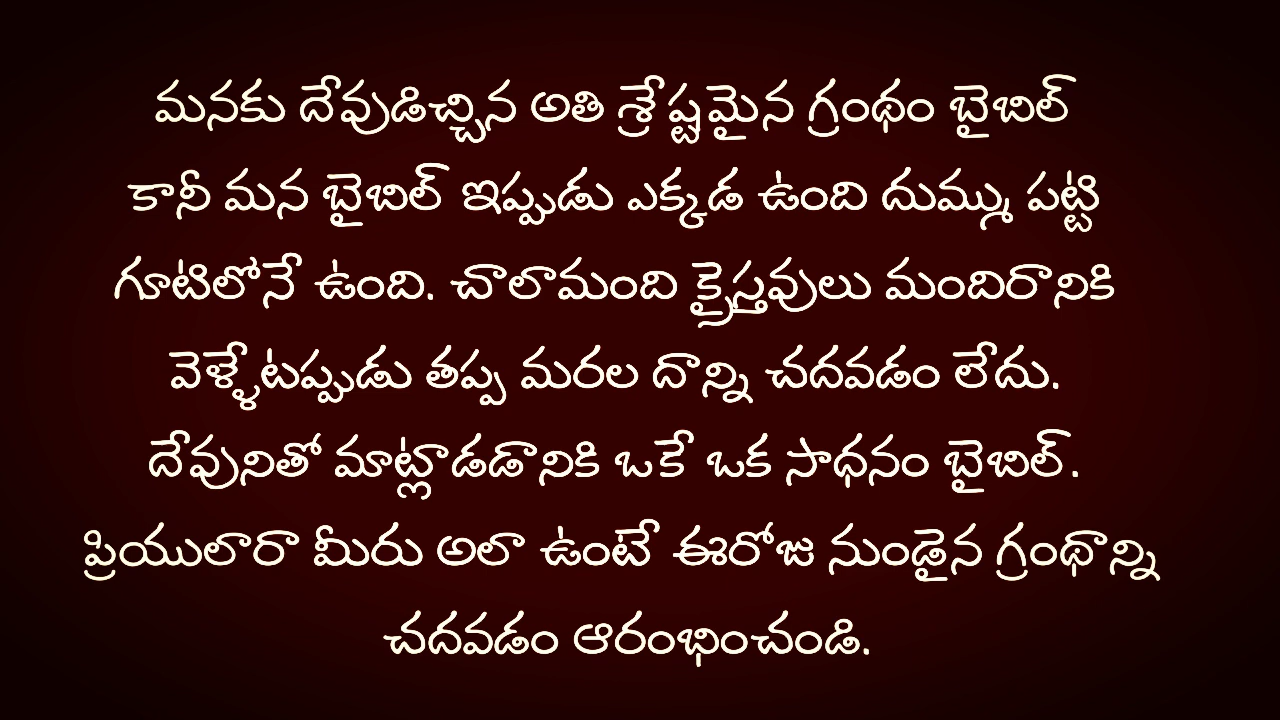 మనకు దేవుడిచ్చిన అతి శ్రేష్టమైన గ్రంథం బైబిల్
కానీ మన బైబిల్ ఇప్పుడు ఎక్కడ ఉంది దుమ్ము పట్టి
గూటిలోనే ఉంది. చాలామంది క్రైస్తవులు మందిరానికి
వెళ్ళేటప్పుడు తప్ప మరల దాన్ని చదవడం లేదు.
దేవునితో మాట్లాడడానికి ఒకే ఒక సాధనం బైబిల్.
ప్రియులారా మీరు అలా ఉంటే ఈరోజు నుండైన గ్రంథాన్ని
చదవడం ఆరంభించండి.